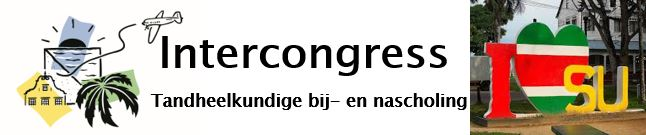 Intercongress
Tandheelkundige bij- en nascholing
I SU